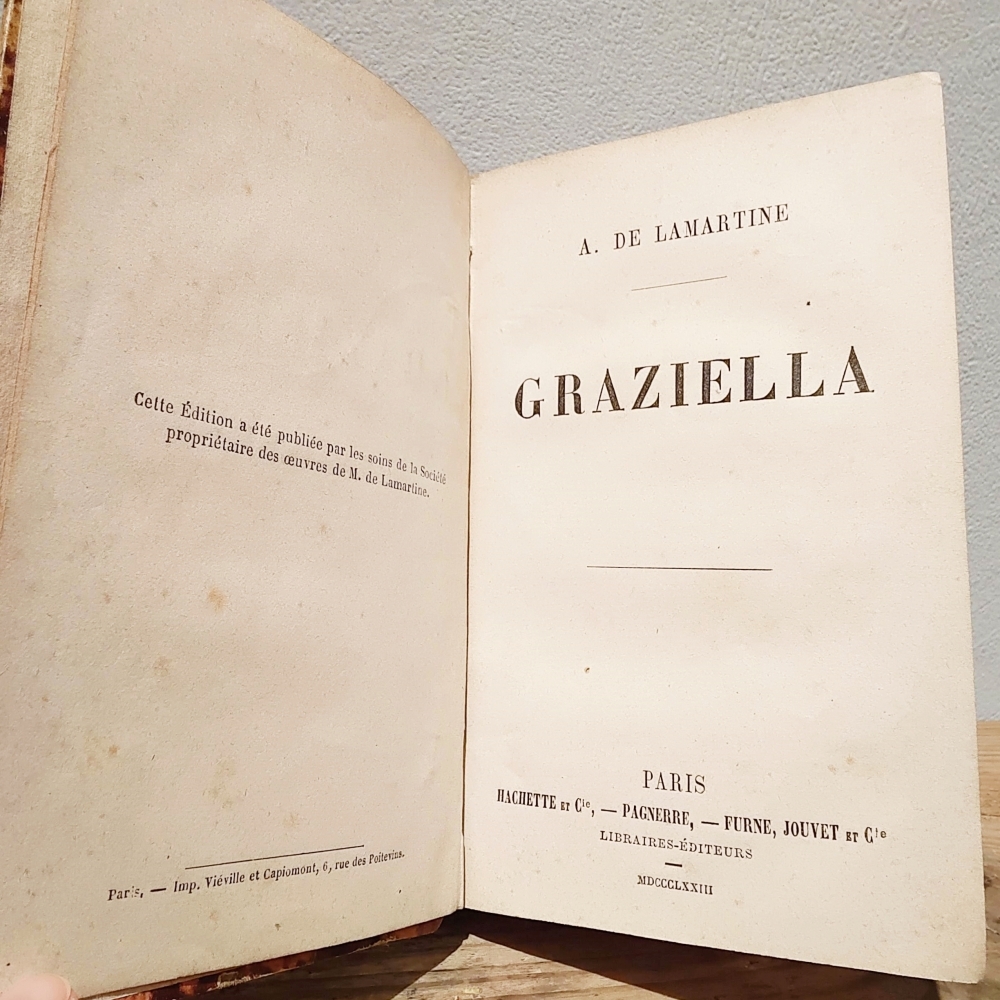 Cette Édition a été publiée par les soins de la Société
propriétaire des œuvres de M. de Lamartine.
Paris. — Imp. Viéville et Capiomont, 6, rue des Poitevins.
A. DE LAMARTINE
GRAZIELLA
PARIS
HACHETTE ET Cie, — PAGNERRE, — FURNE, JOUVET ET Cie
LIBRAIRES-ÉDITEURS
MDCCCLXXIII